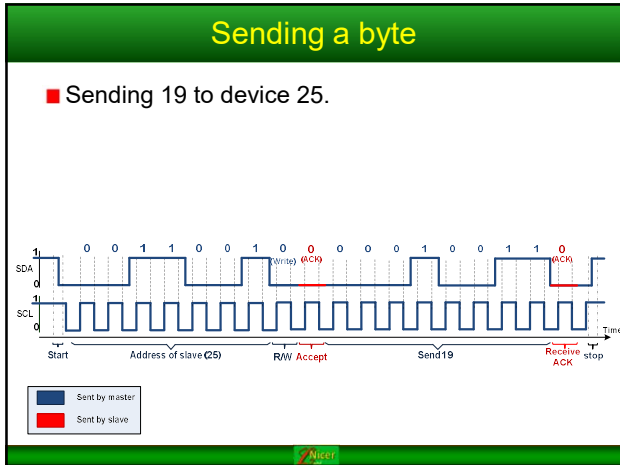 Sending a byte
Sending 19 to device 25.
0 0 1 1 0 0 1 0 0 0 0 0 1 0 0 1 1 0
(Write) (ACK) (ACK)
1
SDA
0
1
SCL
0
Time
Start Address of slave (25) R/W Accept Send 19 Receive ACK stop
Sent by master
Sent by slave
Nicer